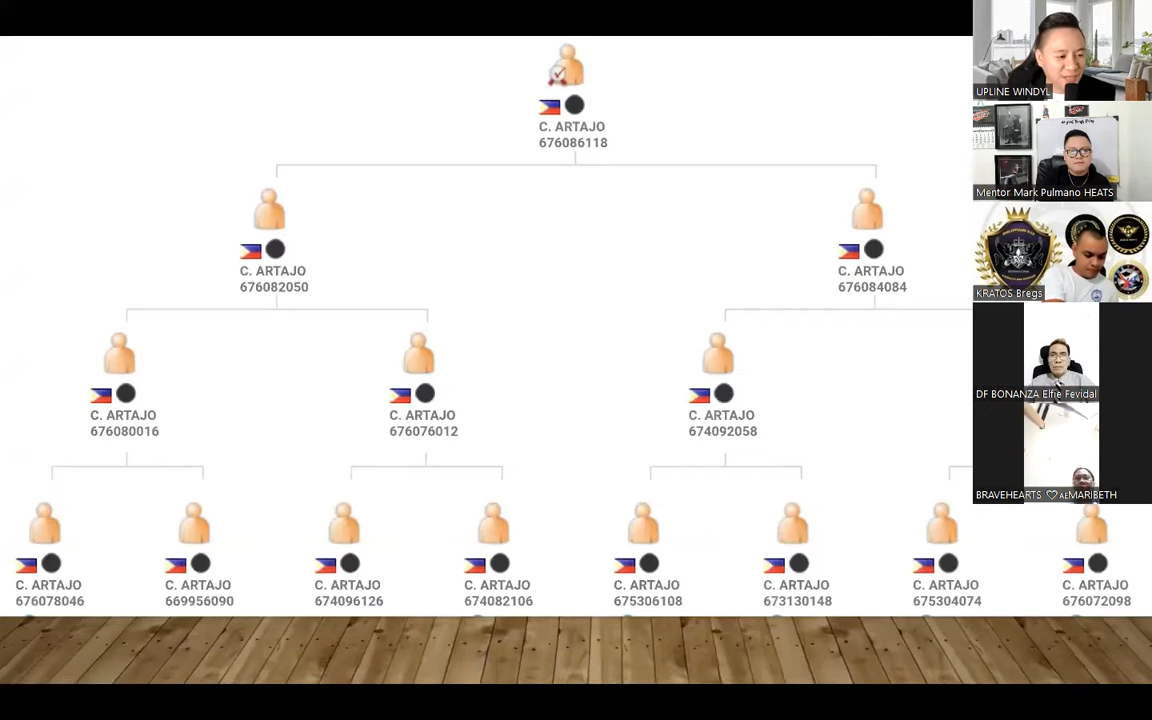 C. ARTAJO
676086118
C. ARTAJO
676082050
C. ARTAJO
676084084
C. ARTAJO
676080016
C. ARTAJO
676076012
C. ARTAJO
674092058
C. ARTAJO
676078046
C. ARTAJO
669956090
C. ARTAJO
674096126
C. ARTAJO
674082106
C. ARTAJO
675306108
C. ARTAJO
673130148
C. ARTAJO
675304074
C. ARTAJO
676072098
UPLINE WINDYL
Mentor Mark Pulmano HEATS
KRATOS Bregs
DF BONANZA Elfie Fevidal
BRAVEHEARTS ♡ᴀᴇMARIBETH